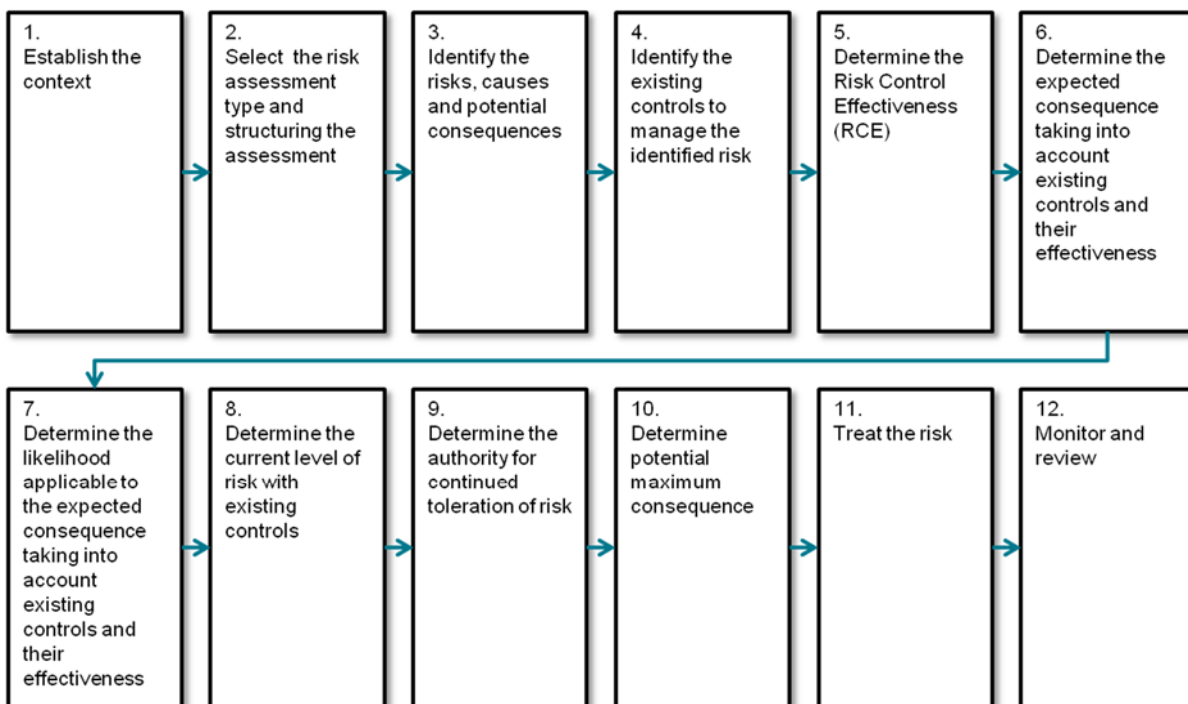 1.
Establish the
context
2.
Select the risk
assessment
type and
structuring the
assessment
3.
Identify the
risks, causes
and potential
consequences
4.
Identify the
existing
controls to
manage the
identified risk
5.
Determine the
Risk Control
Effectiveness
(RCE)
6.
Determine the
expected
consequence
taking into
account
existing
controls and
their
effectiveness
7.
Determine the
likelihood
applicable to
the expected
consequence
taking into
account
existing
controls and
their
effectiveness
8.
Determine the
current level of
risk with
existing
controls
9.
Determine the
authority for
continued
toleration of risk
10.
Determine
potential
maximum
consequence
11.
Treat the risk
12.
Monitor and
review